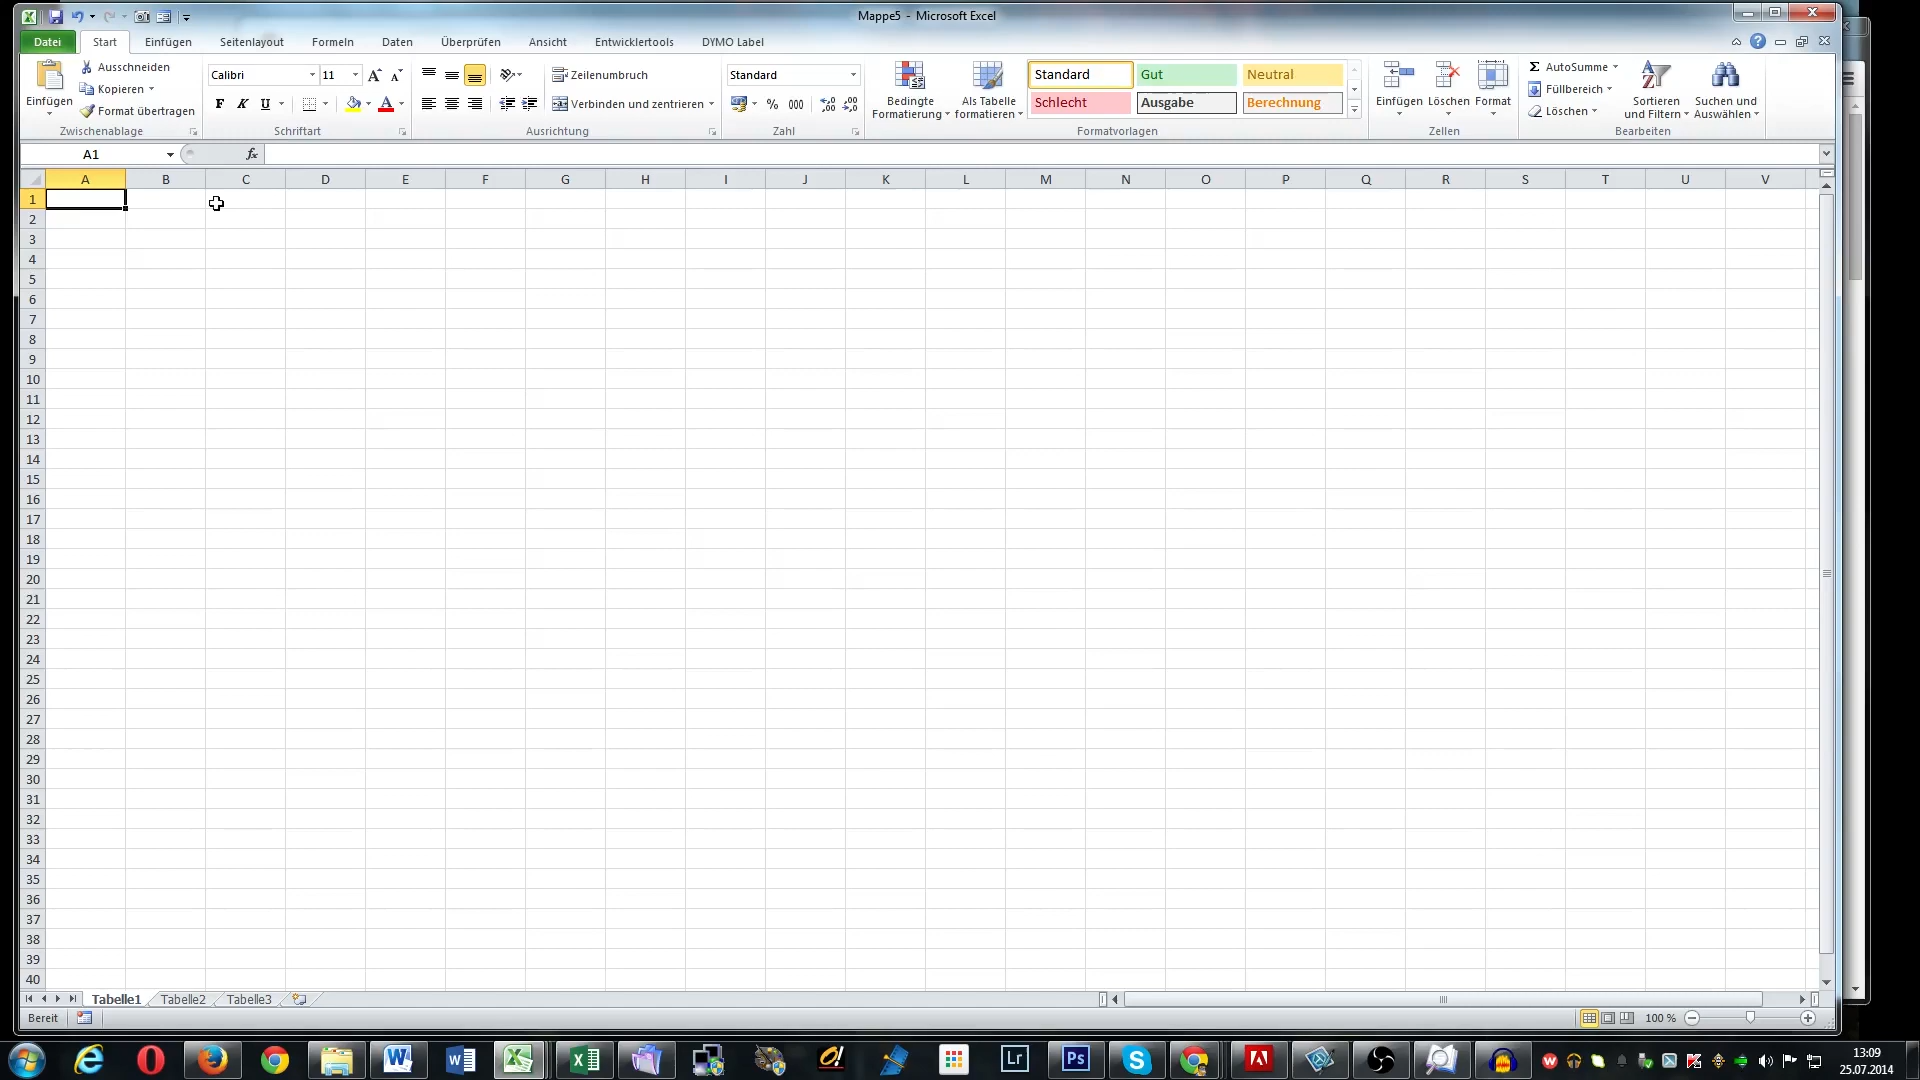 Mappe5 - Microsoft Excel
Datei Start Einfügen Seitenlayout Formeln Daten Überprüfen Ansicht Entwicklertools DYMO Label
Einfügen
Ausschneiden
Kopieren
Format übertragen
Zwischenablage
Calibri 11
F K U
Schriftart
Zeilenumbruch
Verbinden und zentrieren
Ausrichtung
Standard
% 000
Zahl
Bedingte Formatierung
Als Tabelle formatieren
Standard Gut Neutral
Schlecht Ausgabe Berechnung
Formatvorlagen
Einfügen Löschen Format
Zellen
Σ AutoSumme
Füllbereich
Löschen
Sortieren und Filtern
Suchen und Auswählen
Bearbeiten
A1 fx
A B C D E F G H I J K L M N O P Q R S T U V
1
2
3
4
5
6
7
8
9
10
11
12
13
14
15
16
17
18
19
20
21
22
23
24
25
26
27
28
29
30
31
32
33
34
35
36
37
38
39
40
Tabelle1 Tabelle2 Tabelle3
Bereit 100 %
Lr Ps
13:09
25.07.2014